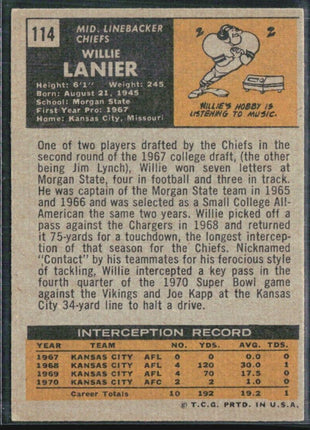 114
MID. LINEBACKER
CHIEFS
WILLIE
LANIER
Height: 6'1" Weight: 245
Born: August 21, 1945
School: Morgan State
First Year Pro: 1967
Home: Kansas City, Missouri
2 2
WILLIE'S HOBBY IS
LISTENING TO MUSIC.
One of two players drafted by the Chiefs in
the second round of the 1967 college draft, (the other
being Jim Lynch), Willie won seven letters at
Morgan State, four in football and three in track.
He was captain of the Morgan State team in 1965
and 1966 and was selected as a Small College All-
American the same two years. Willie picked off a
pass against the Chargers in 1968 and returned
it 75-yards for a touchdown, the longest intercep-
tion of that season for the Chiefs. Nicknamed
"Contact" by his teammates for his ferocious style
of tackling, Willie intercepted a key pass in the
fourth quarter of the 1970 Super Bowl game
against the Vikings and Joe Kapp at the Kansas
City 34-yard line to halt a drive.
INTERCEPTION RECORD
YEAR TEAM NO. YDS. AVG. TDS
1967 KANSAS CITY AFL 0 0 0.0 0
1968 KANSAS CITY AFL 4 120 30.0 1
1969 KANSAS CITY AFL 4 70 17.5 0
1970 KANSAS CITY AFC 2 2 1.0 0
Career Totals 10 192 19.2 1
© T.C.G. PRTD. IN U.S.A.